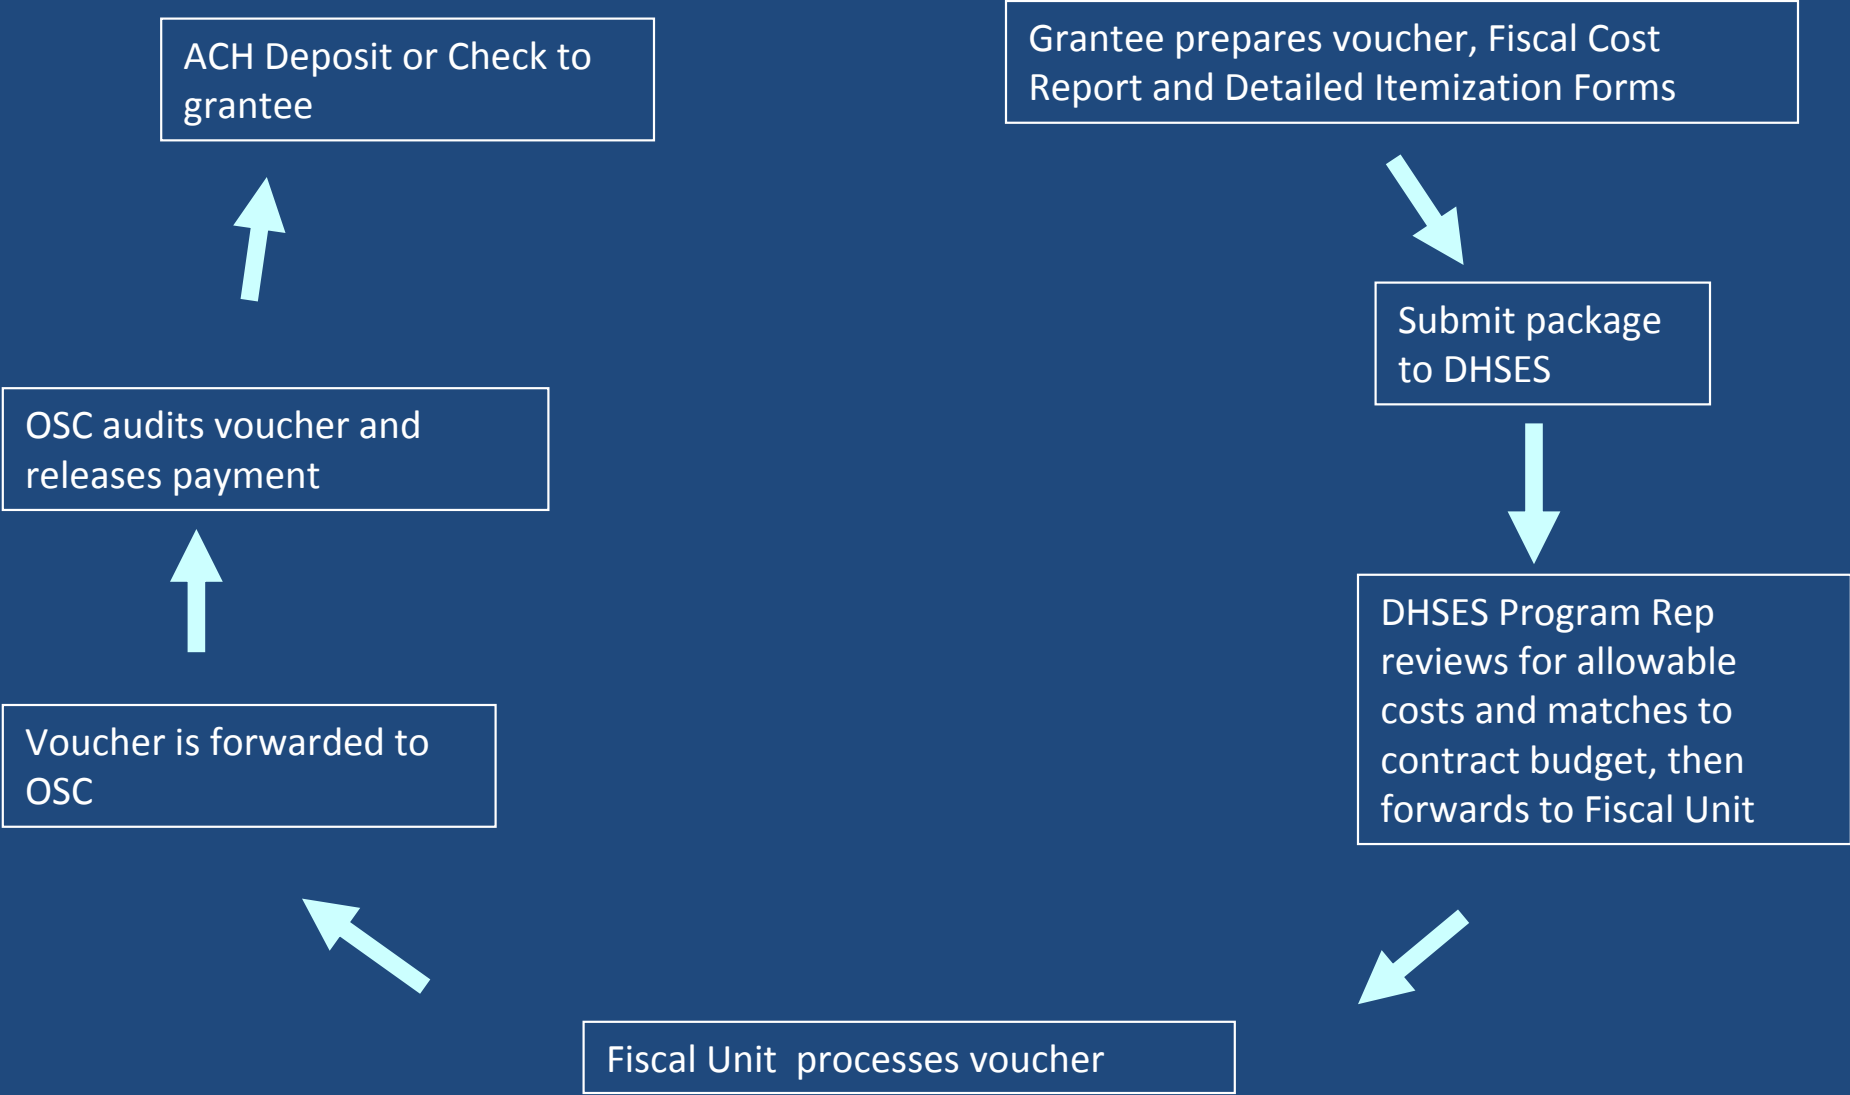 Grantee prepares voucher, Fiscal Cost
Report and Detailed Itemization Forms
Submit package
to DHSES
DHSES Program Rep
reviews for allowable
costs and matches to
contract budget, then
forwards to Fiscal Unit
Fiscal Unit  processes voucher
Voucher is forwarded to
OSC
OSC audits voucher and
releases payment
ACH Deposit or Check to
grantee